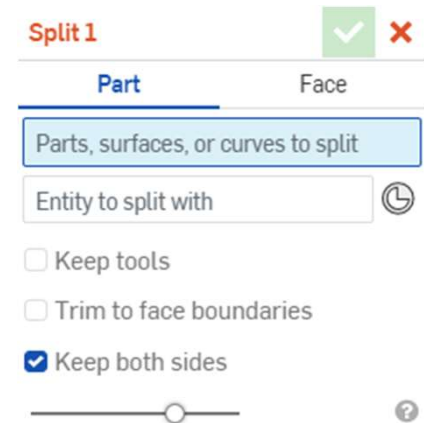 Split 1
Part Face
Parts, surfaces, or curves to split
Entity to split with
Keep tools
Trim to face boundaries
Keep both sides
?